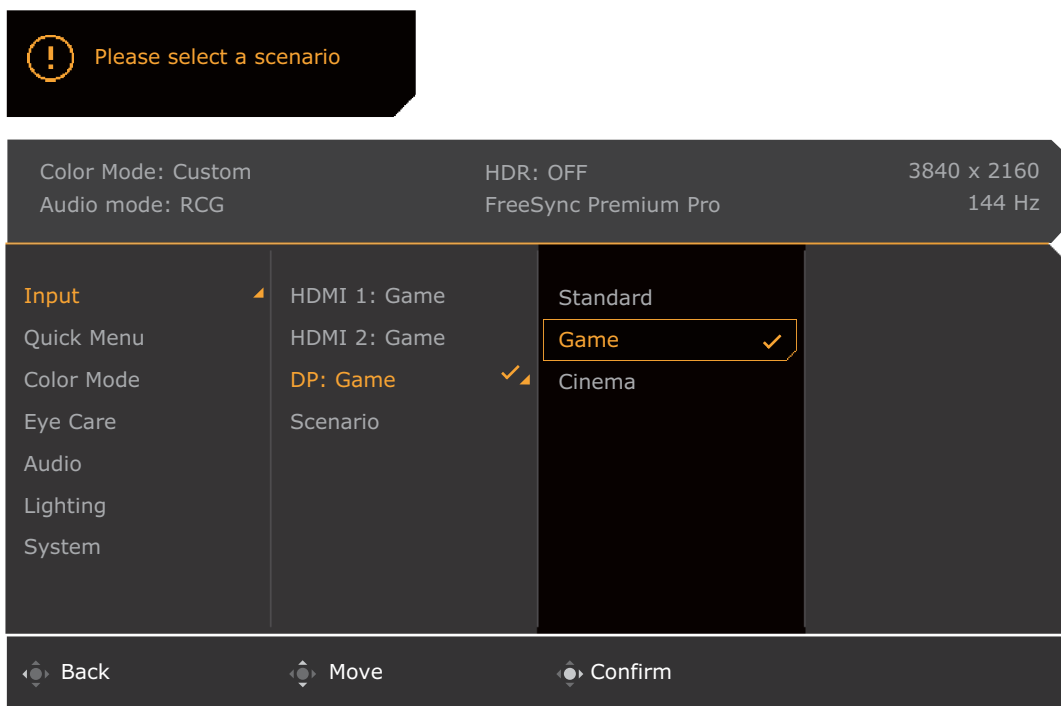 Please select a scenario
Color Mode: Custom
Audio mode: RCG
HDR: OFF
FreeSync Premium Pro
3840 x 2160
144 Hz
Input
Quick Menu
Color Mode
Eye Care
Audio
Lighting
System
HDMI 1: Game
HDMI 2: Game
DP: Game
Scenario
Standard
Game
Cinema
Back
Move
Confirm